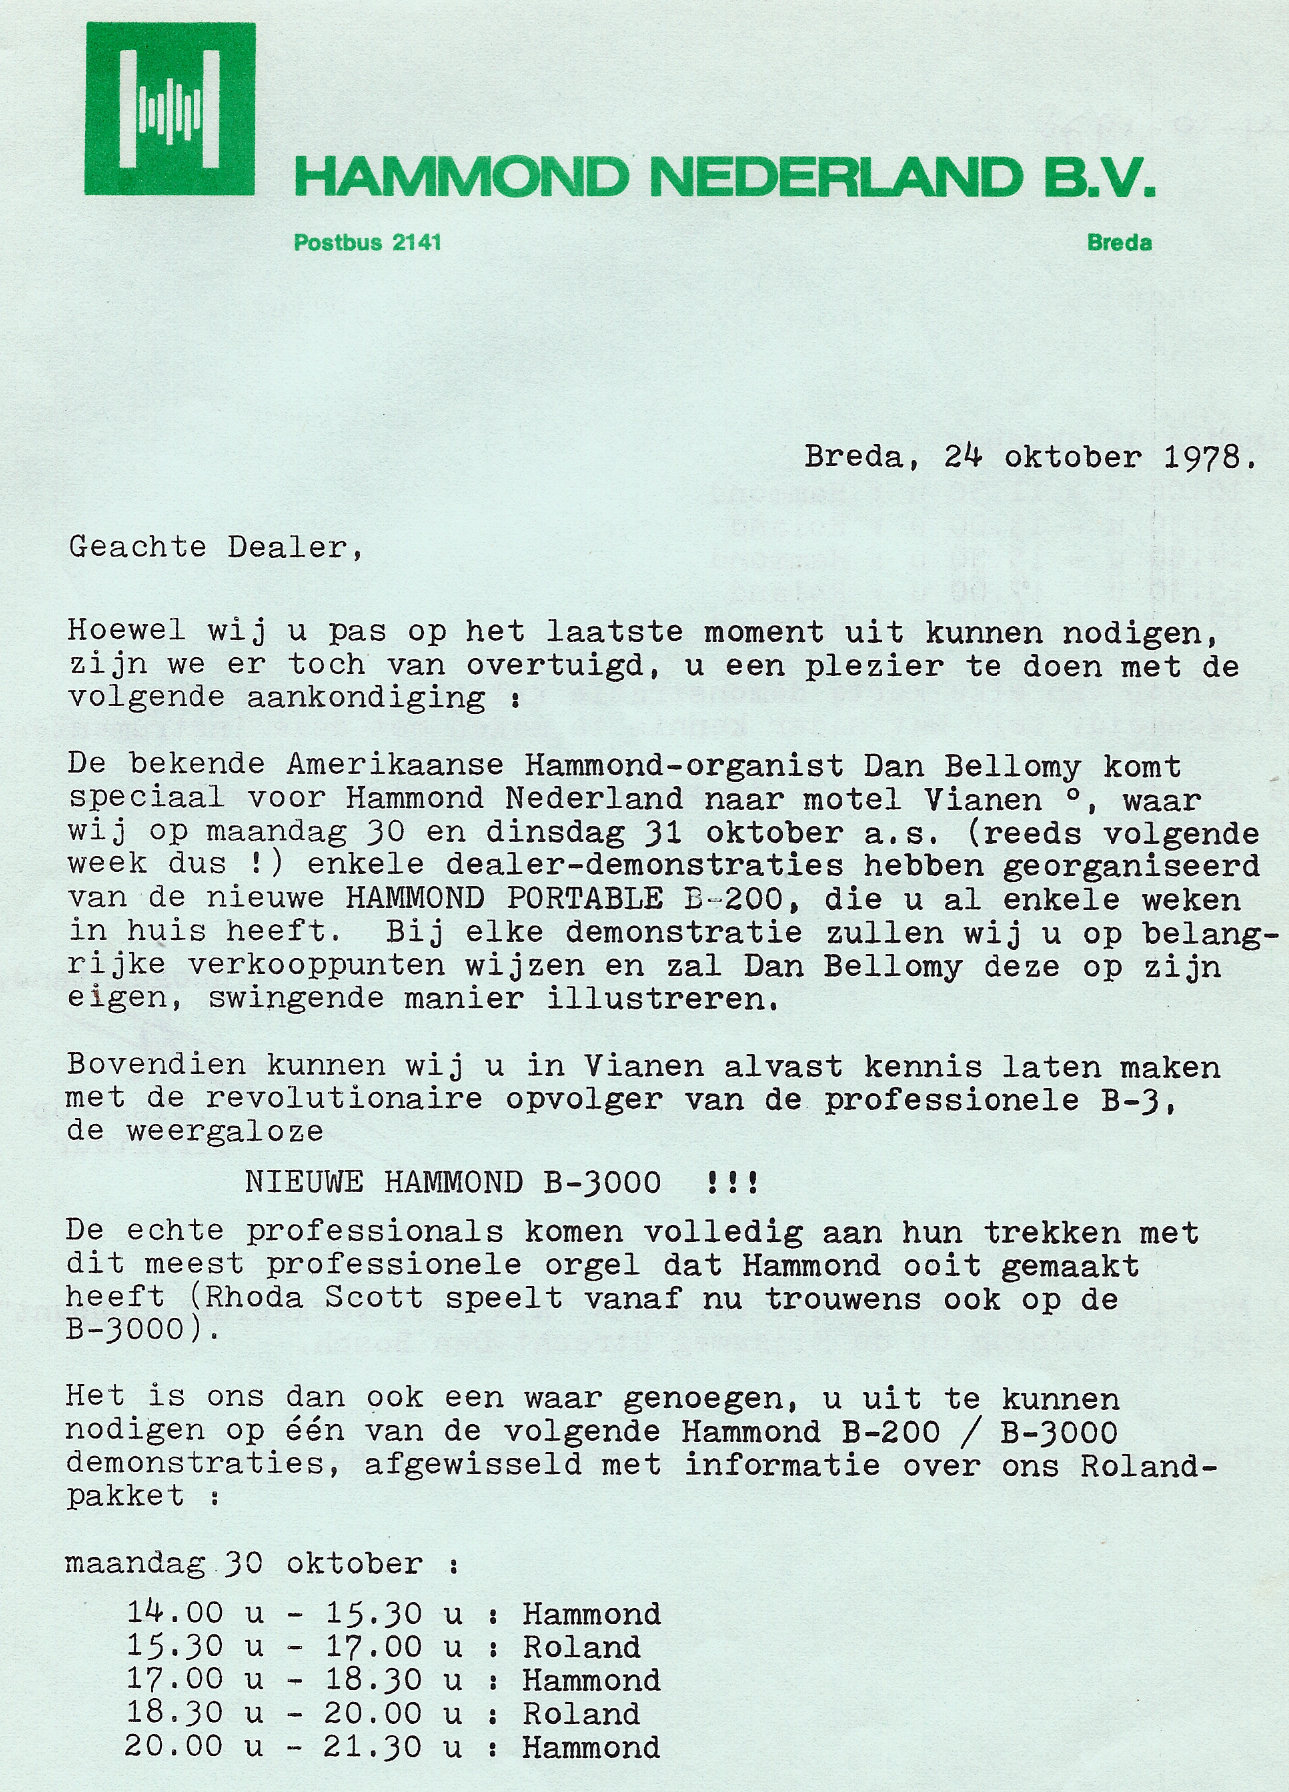 HAMMOND NEDERLAND B.V.
Postbus 2141 Breda
Breda, 24 oktober 1978.
Geachte Dealer,
Hoewel wij u pas op het laatste moment uit kunnen nodigen,
zijn we er toch van overtuigd, u een plezier te doen met de
volgende aankondiging :
De bekende Amerikaanse Hammond-organist Dan Bellomy komt
speciaal voor Hammond Nederland naar motel Vianen °, waar
wij op maandag 30 en dinsdag 31 oktober a.s. (reeds volgende
week dus !) enkele dealer-demonstraties hebben georganiseerd
van de nieuwe HAMMOND PORTABLE B-200, die u al enkele weken
in huis heeft. Bij elke demonstratie zullen wij u op belang-
rijke verkooppunten wijzen en zal Dan Bellomy deze op zijn
eigen, swingende manier illustreren.
Bovendien kunnen wij u in Vianen alvast kennis laten maken
met de revolutionaire opvolger van de professionele B-3,
de weergaloze
NIEUWE HAMMOND B-3000 !!!
De echte professionals komen volledig aan hun trekken met
dit meest professionele orgel dat Hammond ooit gemaakt
heeft (Rhoda Scott speelt vanaf nu trouwens ook op de
B-3000).
Het is ons dan ook een waar genoegen, u uit te kunnen
nodigen op één van de volgende Hammond B-200 / B-3000
demonstraties, afgewisseld met informatie over ons Roland-
pakket :
maandag 30 oktober :
14.00 u - 15.30 u : Hammond
15.30 u - 17.00 u : Roland
17.00 u - 18.30 u : Hammond
18.30 u - 20.00 u : Roland
20.00 u - 21.30 u : Hammond